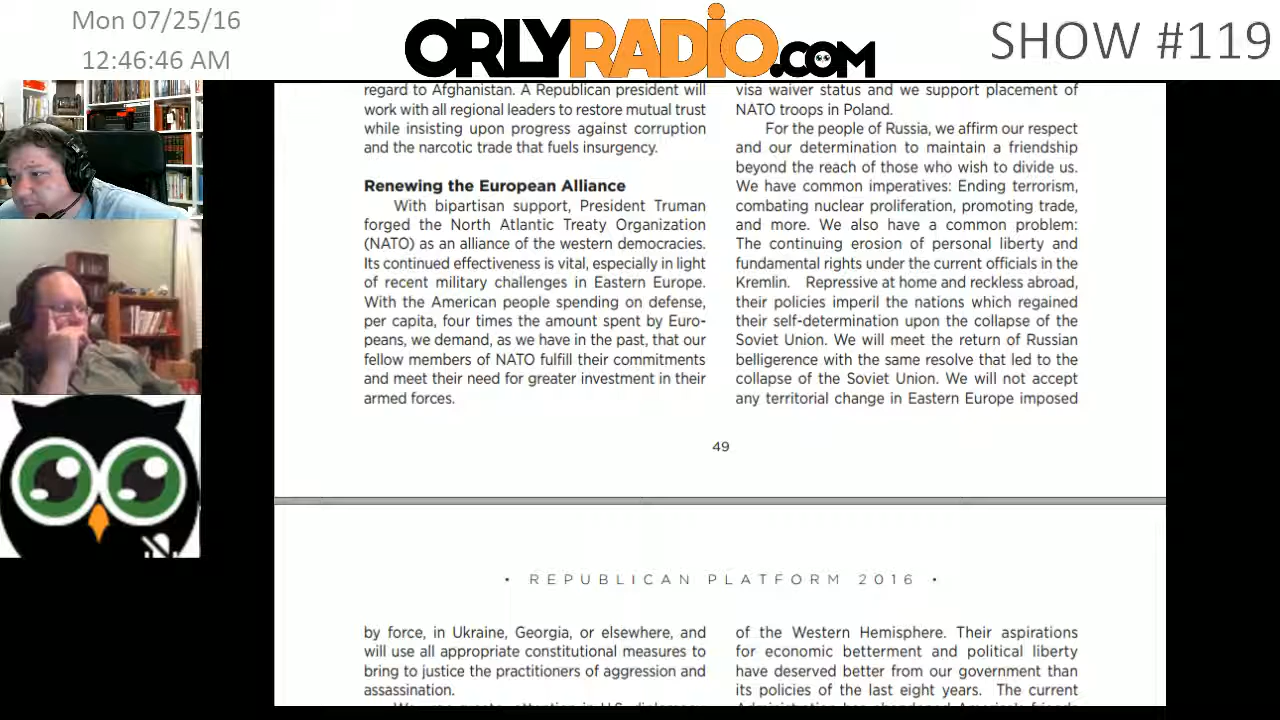 Mon 07/25/16
12:46:46 AM
ORLYRADIO.COM
SHOW #119
regard to Afghanistan. A Republican president will
work with all regional leaders to restore mutual trust
while insisting upon progress against corruption
and the narcotic trade that fuels insurgency.
Renewing the European Alliance
With bipartisan support, President Truman
forged the North Atlantic Treaty Organization
(NATO) as an alliance of the western democracies.
Its continued effectiveness is vital, especially in light
of recent military challenges in Eastern Europe.
With the American people spending on defense,
per capita, four times the amount spent by Euro-
peans, we demand, as we have in the past, that our
fellow members of NATO fulfill their commitments
and meet their need for greater investment in their
armed forces.
visa waiver status and we support placement of
NATO troops in Poland.
For the people of Russia, we affirm our respect
and our determination to maintain a friendship
beyond the reach of those who wish to divide us.
We have common imperatives: Ending terrorism,
combating nuclear proliferation, promoting trade,
and more. We also have a common problem:
The continuing erosion of personal liberty and
fundamental rights under the current officials in the
Kremlin. Repressive at home and reckless abroad,
their policies imperil the nations which regained
their self-determination upon the collapse of the
Soviet Union. We will meet the return of Russian
belligerence with the same resolve that led to the
collapse of the Soviet Union. We will not accept
any territorial change in Eastern Europe imposed
49
• REPUBLICAN PLATFORM 2016 •
by force, in Ukraine, Georgia, or elsewhere, and
will use all appropriate constitutional measures to
bring to justice the practitioners of aggression and
assassination.
of the Western Hemisphere. Their aspirations
for economic betterment and political liberty
have deserved better from our government than
its policies of the last eight years. The current